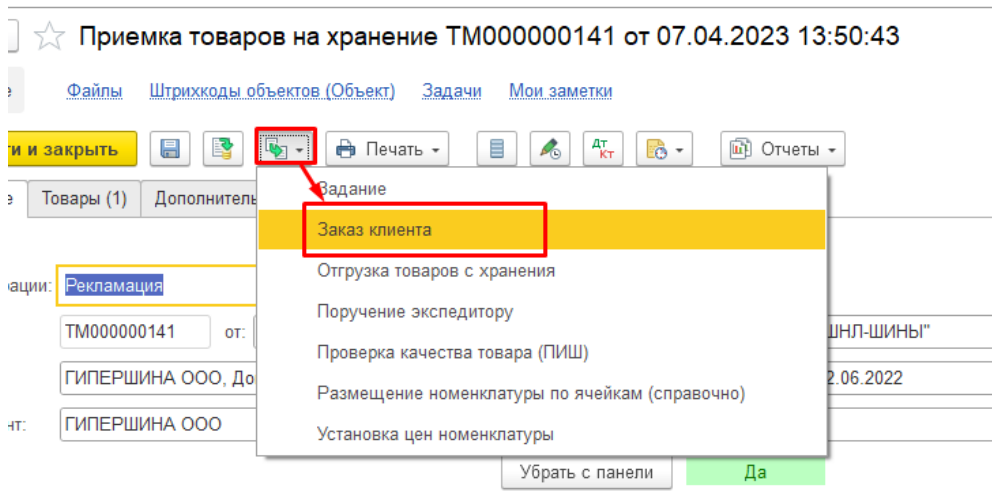 Приемка товаров на хранение ТМ000000141 от 07.04.2023 13:50:43
Файлы Штрихкоды объектов (Объект) Задачи Мои заметки
и закрыть Печать Дт Кт Отчеты
Товары (1)
Задание
Заказ клиента
Отгрузка товаров с хранения
Рекламация
Поручение экспедитору
ТМ000000141 от: ШНЛ-ШИНЫ"
Проверка качества товара (ПИШ)
ГИПЕРШИНА ООО, 2.06.2022
Размещение номенклатуры по ячейкам (справочно)
ГИПЕРШИНА ООО
Установка цен номенклатуры
Убрать с панели Да